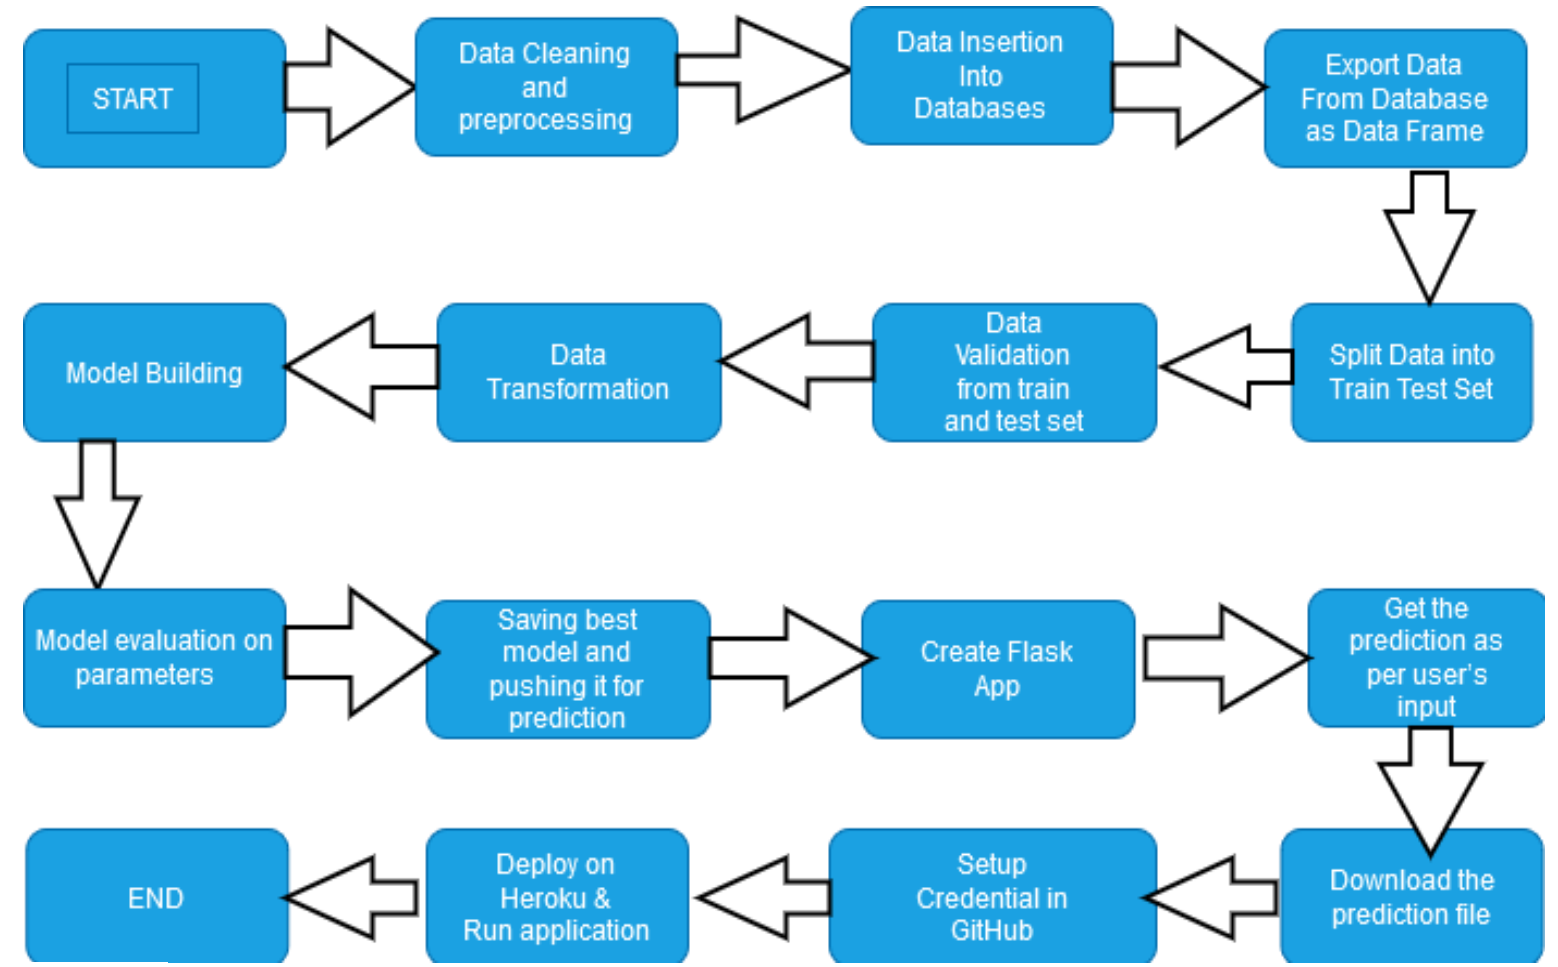 START
Data Cleaning
and
preprocessing
Data Insertion
Into
Databases
Export Data
From Database
as Data Frame
Split Data into
Train Test Set
Data
Validation
from train
and test set
Data
Transformation
Model Building
Model evaluation on
parameters
Saving best
model and
pushing it for
prediction
Create Flask
App
Get the
prediction as
per user's
input
Download the
prediction file
Setup
Credential in
GitHub
Deploy on
Heroku &
Run application
END